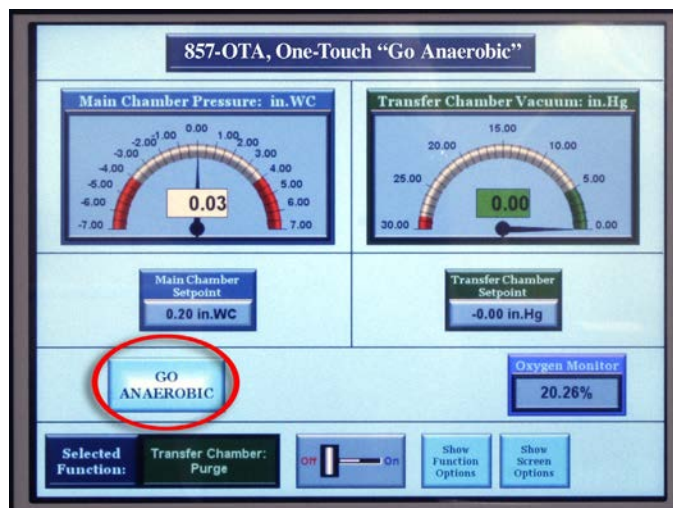 857-OTA, One-Touch “Go Anaerobic”
Main Chamber Pressure: in.WC
-7.00
-6.00
-5.00
-4.00
-3.00
-2.00
-1.00
0.00
1.00
2.00
3.00
4.00
5.00
6.00
7.00
0.03
Transfer Chamber Vacuum: in.Hg
30.00
25.00
20.00
15.00
10.00
5.00
0.00
0.00
Main Chamber
Setpoint
0.20 in.WC
Transfer Chamber
Setpoint
-0.00 in.Hg
GO
ANAEROBIC
Oxygen Monitor
20.26%
Selected
Function:
Transfer Chamber:
Purge
Off
On
Show
Function
Options
Show
Screen
Options